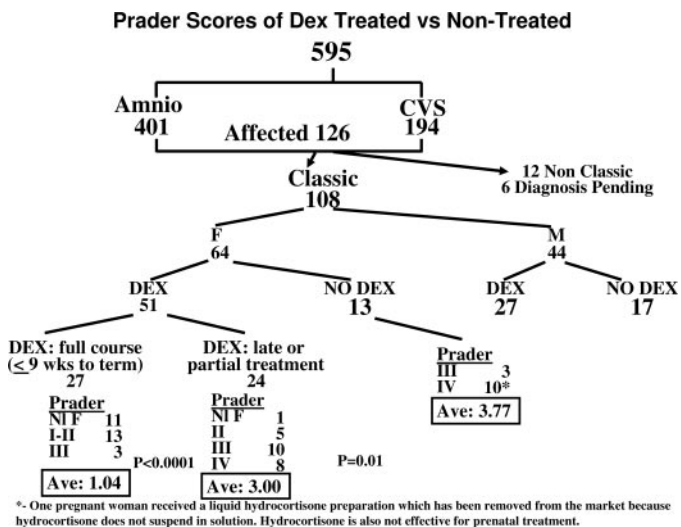 Prader Scores of Dex Treated vs Non-Treated
595
Amnio
401
CVS
194
Affected 126
Classic
108
12 Non Classic
6 Diagnosis Pending
F
64
M
44
DEX
51
NO DEX
13
DEX
27
NO DEX
17
DEX: full course
(≤ 9 wks to term)
27
Prader
Nl F 11
I-II 13
III 3
Ave: 1.04
P<0.0001
DEX: late or
partial treatment
24
Prader
Nl F 1
II 5
III 10
IV 8
Ave: 3.00
P=0.01
Prader
III 3
IV 10*
Ave: 3.77
*- One pregnant woman received a liquid hydrocortisone preparation which has been removed from the market because
hydrocortisone does not suspend in solution. Hydrocortisone is also not effective for prenatal treatment.